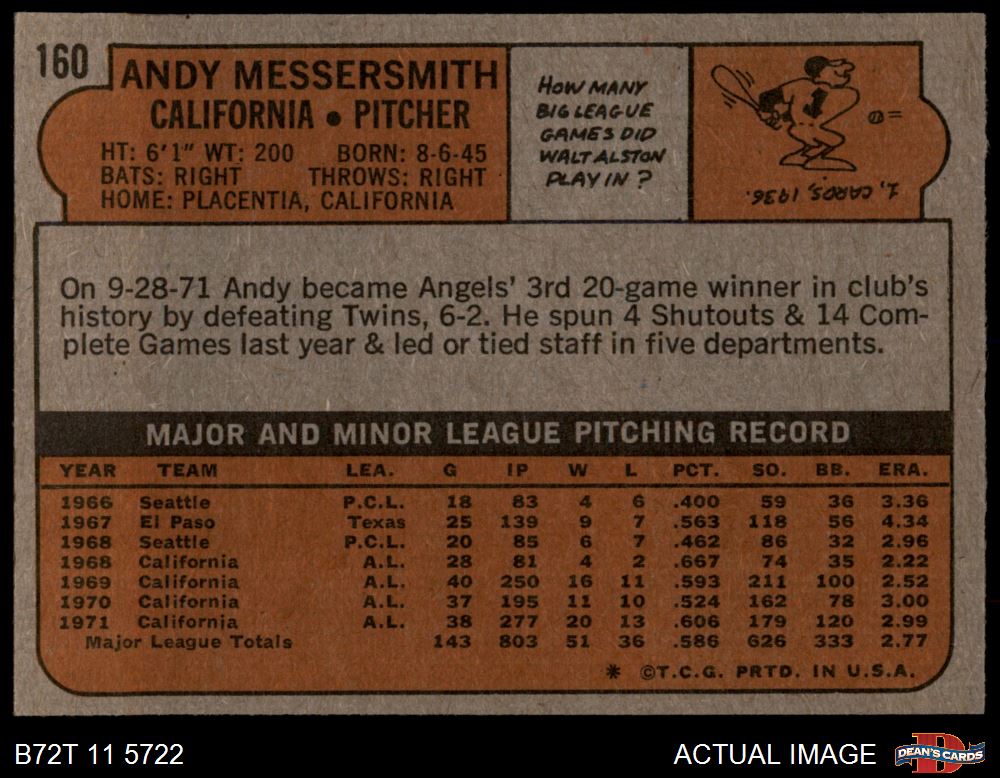 160
ANDY MESSERSMITH
CALIFORNIA • PITCHER
HT: 6'1" WT: 200 BORN: 8-6-45
BATS: RIGHT THROWS: RIGHT
HOME: PLACENTIA, CALIFORNIA
HOW MANY
BIG LEAGUE
GAMES DID
WALT ALSTON
PLAY IN ?
1, CARDS, 1936.
On 9-28-71 Andy became Angels' 3rd 20-game winner in club's
history by defeating Twins, 6-2. He spun 4 Shutouts & 14 Com-
plete Games last year & led or tied staff in five departments.
MAJOR AND MINOR LEAGUE PITCHING RECORD
YEAR TEAM LEA. G IP W L PCT. SO. BB. ERA.
1966 Seattle P.C.L. 18 83 4 6 .400 59 36 3.36
1967 El Paso Texas 25 139 9 7 .563 118 56 4.34
1968 Seattle P.C.L. 20 85 6 7 .462 86 32 2.96
1968 California A.L. 28 81 4 2 .667 74 35 2.22
1969 California A.L. 40 250 16 11 .593 211 100 2.52
1970 California A.L. 37 195 11 10 .524 162 78 3.00
1971 California A.L. 38 277 20 13 .606 179 120 2.99
Major League Totals 143 803 51 36 .586 626 333 2.77
* ©T.C.G. PRTD. IN U.S.A.
B72T 11 5722
ACTUAL IMAGE
D
DEAN'S CARDS